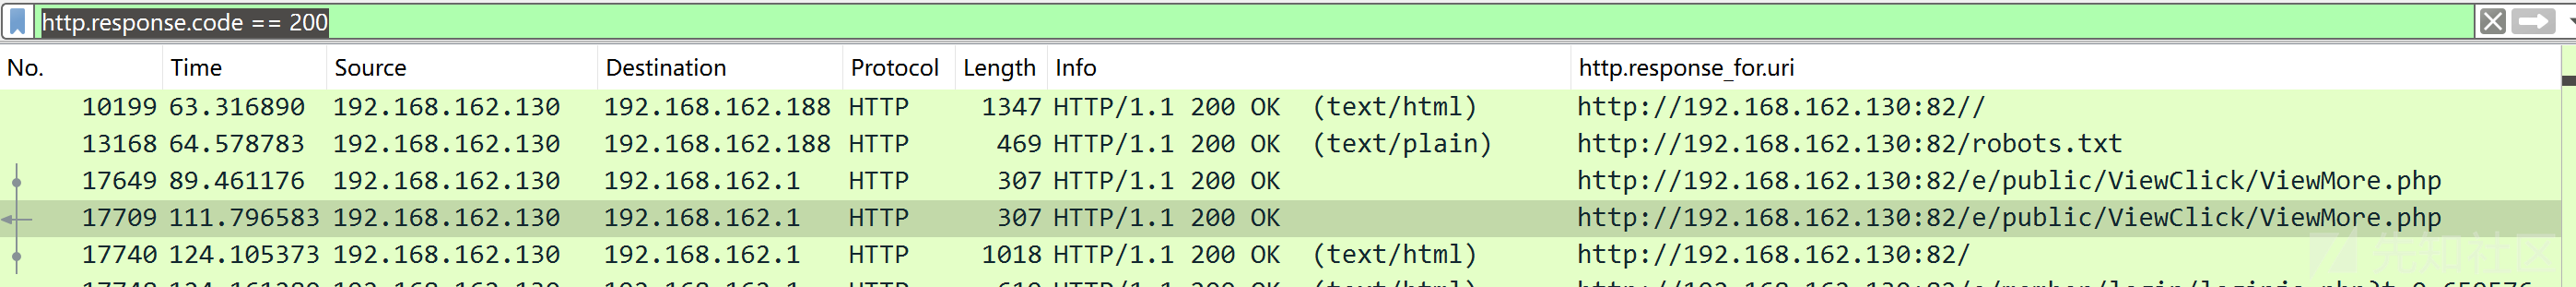 http.response.code == 200
No. Time Source Destination Protocol Length Info http.response_for.uri
10199 63.316890 192.168.162.130 192.168.162.188 HTTP 1347 HTTP/1.1 200 OK (text/html) http://192.168.162.130:82//
13168 64.578783 192.168.162.130 192.168.162.188 HTTP 469 HTTP/1.1 200 OK (text/plain) http://192.168.162.130:82/robots.txt
17649 89.461176 192.168.162.130 192.168.162.1 HTTP 307 HTTP/1.1 200 OK http://192.168.162.130:82/e/public/ViewClick/ViewMore.php
17709 111.796583 192.168.162.130 192.168.162.1 HTTP 307 HTTP/1.1 200 OK http://192.168.162.130:82/e/public/ViewClick/ViewMore.php
17740 124.105373 192.168.162.130 192.168.162.1 HTTP 1018 HTTP/1.1 200 OK (text/html) http://192.168.162.130:82/
先知社区